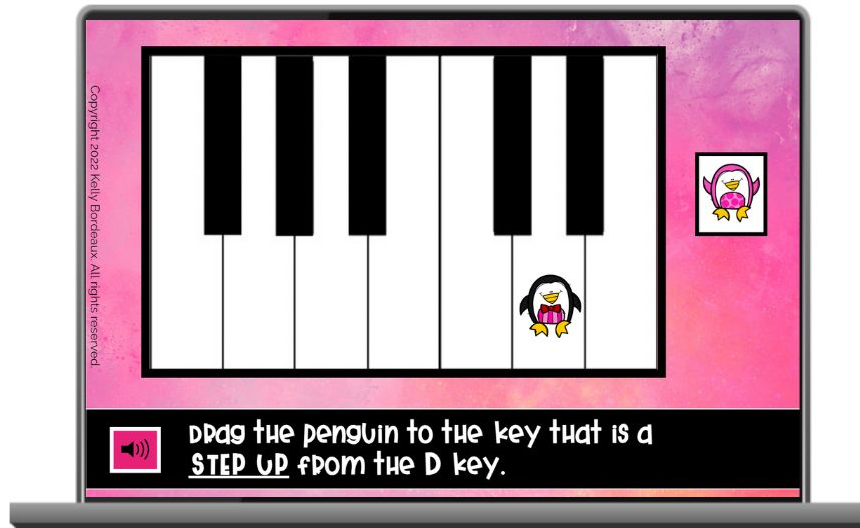 Copyright 2022 Kelly Bordeaux. All rights reserved.
Drag the penguin to the key that is a
STEP UP from the D key.